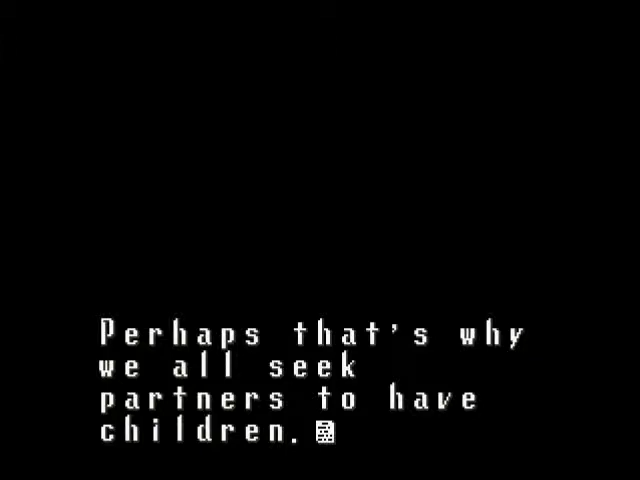 Perhaps that's why
we all seek
partners to have
children.